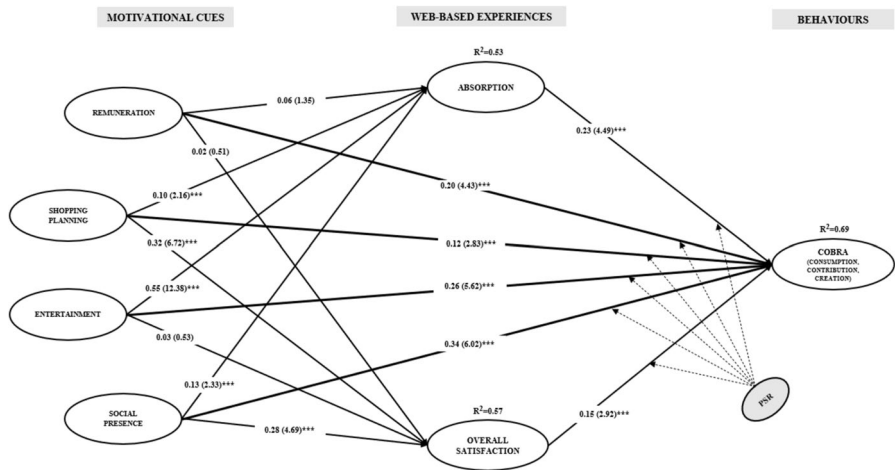 MOTIVATIONAL CUES
WEB-BASED EXPERIENCES
BEHAVIOURS
R²=0.53
ABSORPTION
REMUNERATION
0.06 (1.35)
0.23 (4.49)***
0.02 (0.51)
0.20 (4.43)***
0.10 (2.16)***
SHOPPING
PLANNING
0.32 (6.72)***
0.12 (2.83)***
R²=0.69
COBRA
(CONSUMPTION,
CONTRIBUTION,
CREATION)
0.55 (12.38)***
0.26 (5.62)***
ENTERTAINMENT
0.03 (0.53)
0.34 (6.02)***
0.13 (2.33)***
PSR
SOCIAL
PRESENCE
0.28 (4.69)***
R²=0.57
OVERALL
SATISFACTION
0.15 (2.92)***